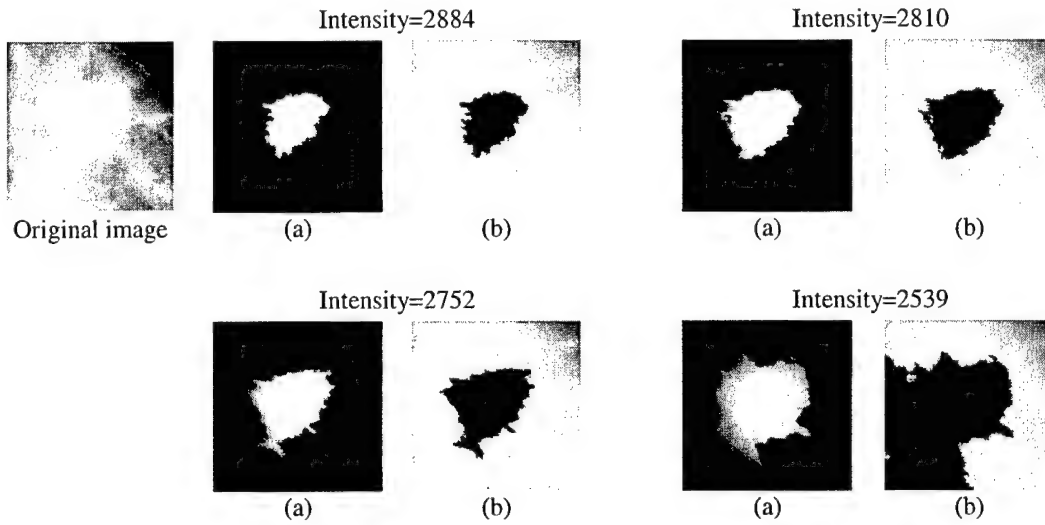 Intensity=2884
Intensity=2810
Original image
(a)
(b)
(a)
(b)
Intensity=2752
Intensity=2539
(a)
(b)
(a)
(b)